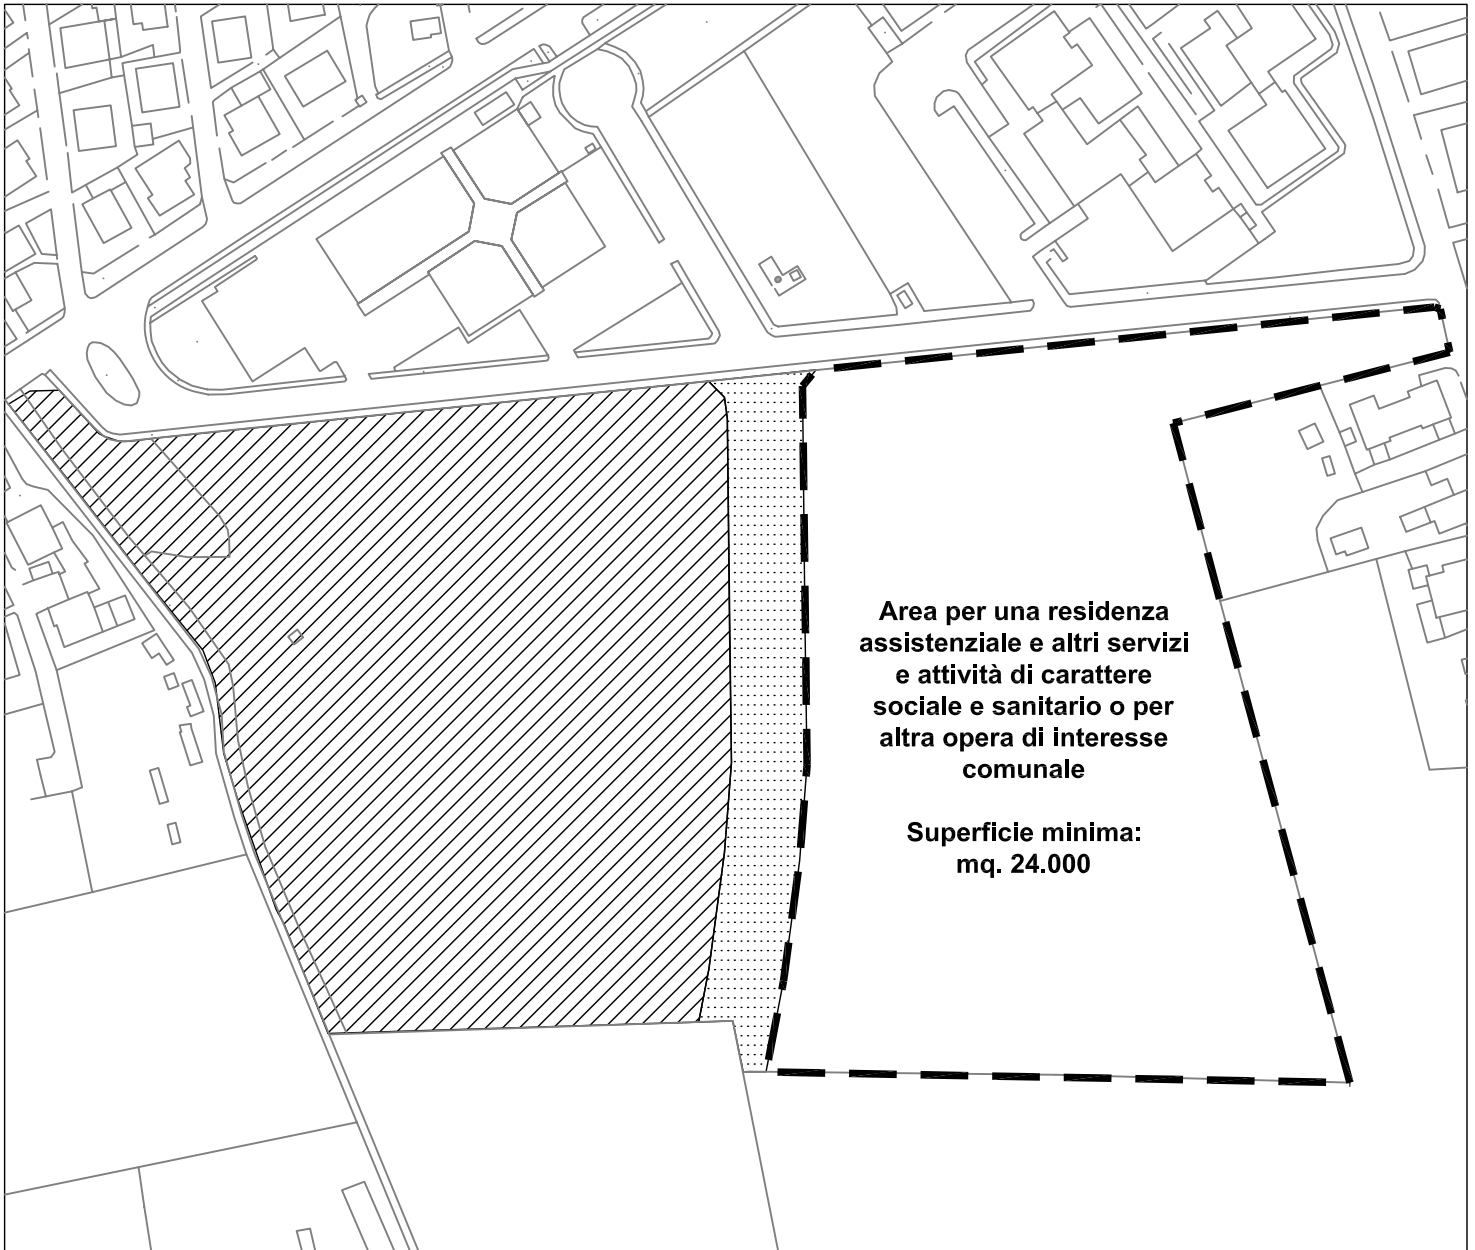 Area per una residenza
assistenziale e altri servizi
e attività di carattere
sociale e sanitario o per
altra opera di interesse
comunale
Superficie minima:
mq. 24.000